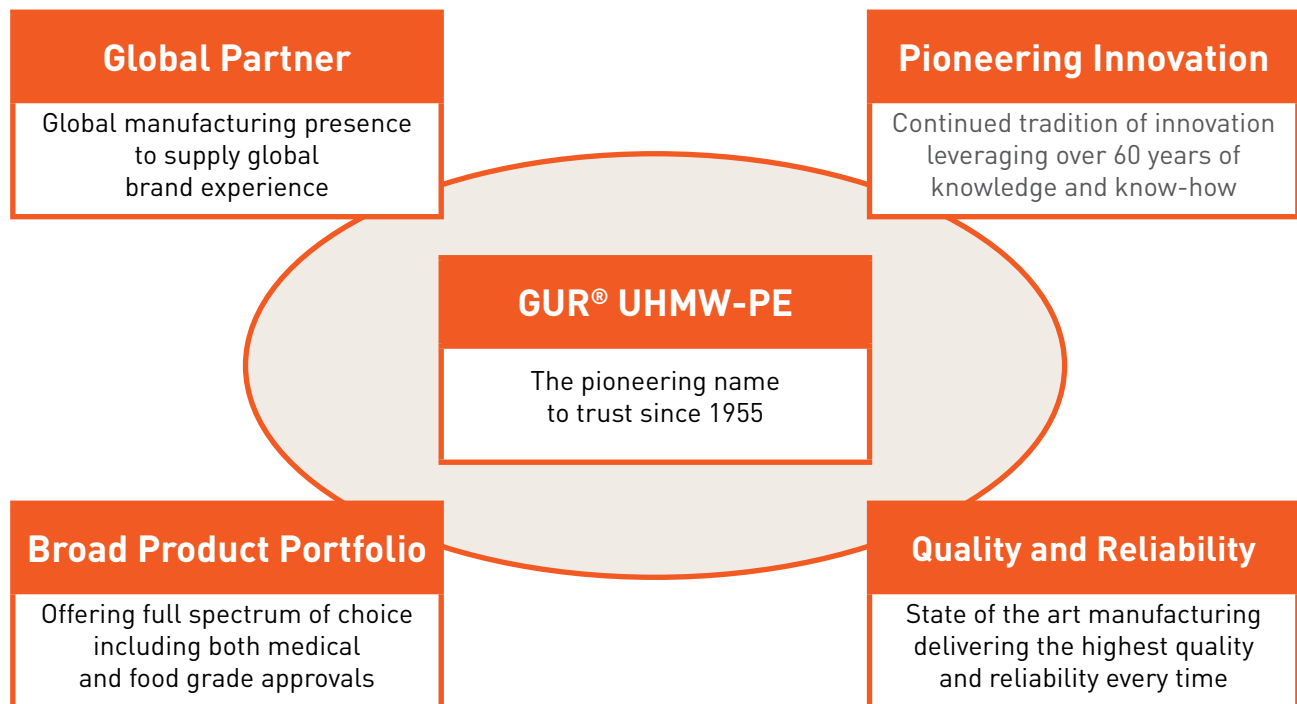 Global Partner
Global manufacturing presence
to supply global
brand experience
Pioneering Innovation
Continued tradition of innovation
leveraging over 60 years of
knowledge and know-how
GUR® UHMW-PE
The pioneering name
to trust since 1955
Broad Product Portfolio
Offering full spectrum of choice
including both medical
and food grade approvals
Quality and Reliability
State of the art manufacturing
delivering the highest quality
and reliability every time